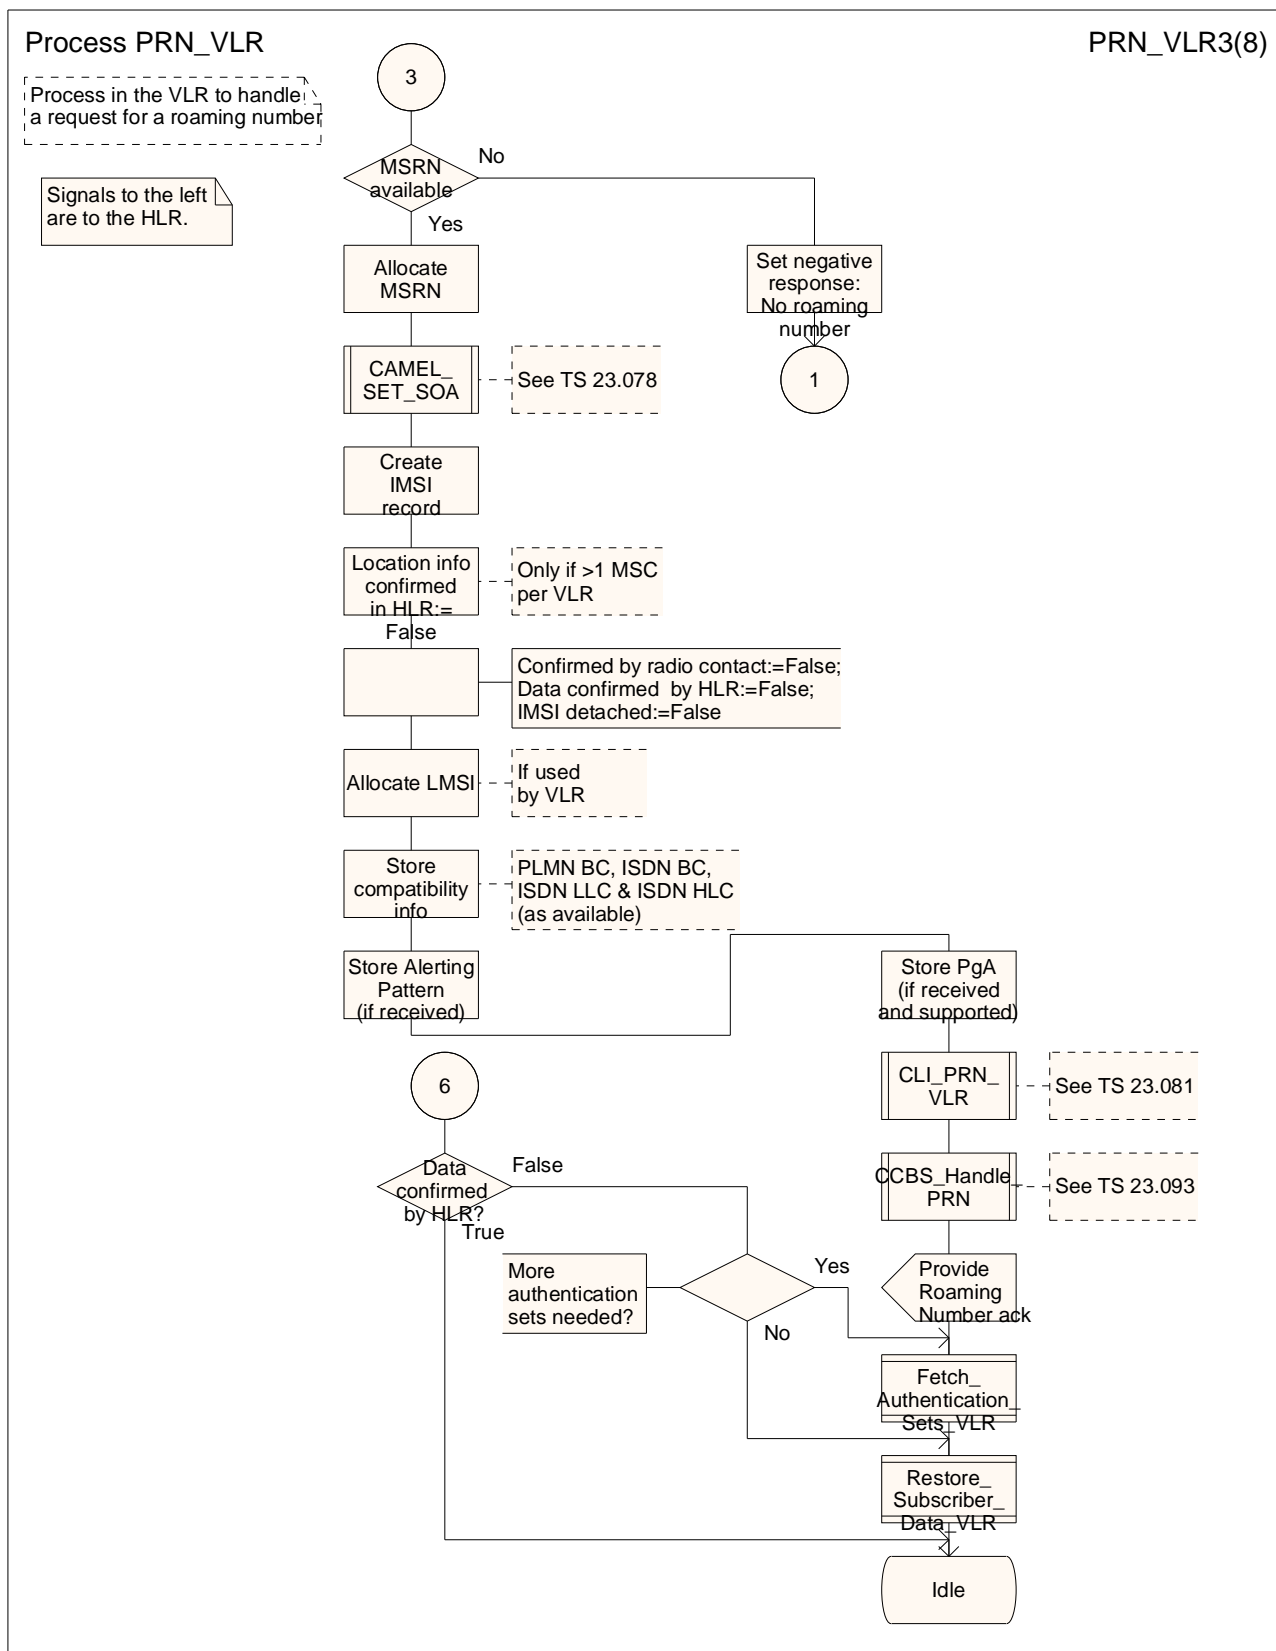 Process PRN_VLR
PRN_VLR3(8)
Process in the VLR to handle
a request for a roaming number
Signals to the left
are to the HLR.
3
MSRN
available
No
Yes
Allocate
MSRN
Set negative
response:
No roaming
number
1
CAMEL_
SET_SOA
See TS 23.078
Create
IMSI
record
Location info
confirmed
in HLR:=
False
Only if >1 MSC
per VLR
Confirmed by radio contact:=False;
Data confirmed  by HLR:=False;
IMSI detached:=False
Allocate LMSI
If used
by VLR
Store
compatibility
info
PLMN BC, ISDN BC,
ISDN LLC & ISDN HLC
(as available)
Store Alerting
Pattern
(if received)
Store PgA
(if received
and supported)
6
CLI_PRN_
VLR
See TS 23.081
Data
confirmed
by HLR?
False
True
CCBS_Handle_
PRN
See TS 23.093
More
authentication
sets needed?
Yes
No
Provide
Roaming
Number ack
Fetch_
Authentication_
Sets_VLR
Restore_
Subscriber_
Data_VLR
Idle